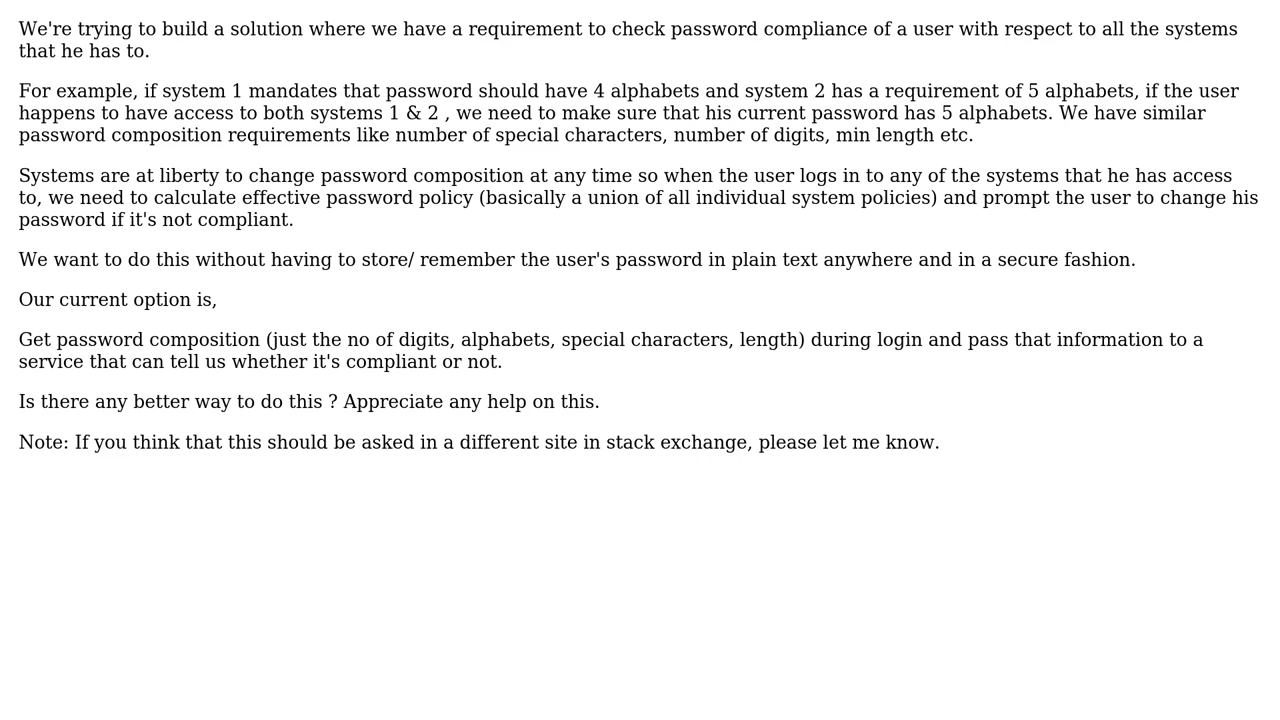 We're trying to build a solution where we have a requirement to check password compliance of a user with respect to all the systems
that he has to.
For example, if system 1 mandates that password should have 4 alphabets and system 2 has a requirement of 5 alphabets, if the user
happens to have access to both systems 1 & 2 , we need to make sure that his current password has 5 alphabets. We have similar
password composition requirements like number of special characters, number of digits, min length etc.
Systems are at liberty to change password composition at any time so when the user logs in to any of the systems that he has access
to, we need to calculate effective password policy (basically a union of all individual system policies) and prompt the user to change his
password if it's not compliant.
We want to do this without having to store/ remember the user's password in plain text anywhere and in a secure fashion.
Our current option is,
Get password composition (just the no of digits, alphabets, special characters, length) during login and pass that information to a
service that can tell us whether it's compliant or not.
Is there any better way to do this ? Appreciate any help on this.
Note: If you think that this should be asked in a different site in stack exchange, please let me know.